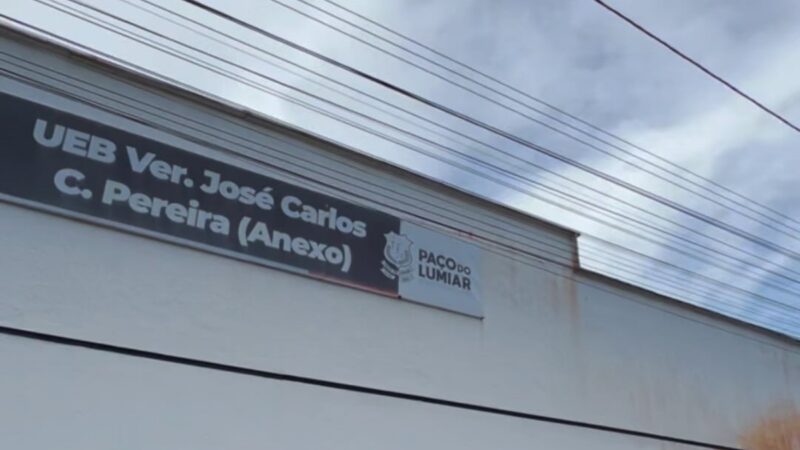 UEB Ver. José Carlos
C. Pereira (Anexo)
PAÇO DO
LUMIAR